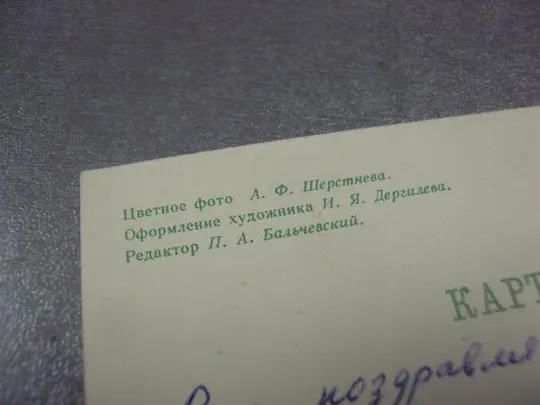 Цветное фото А. Ф. Шерстнева.
Оформление художника И. Я. Дергилева.
Редактор П. А. Бальчевский.
КАРТ
поздравля